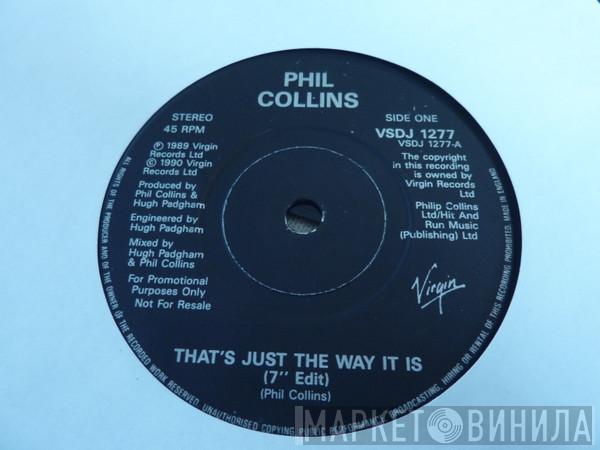 PHIL
COLLINS
STEREO
45 RPM
Ⓟ 1989 Virgin
Records Ltd
© 1990 Virgin
Records Ltd
Produced by
Phil Collins &
Hugh Padgham
Engineered by
Hugh Padgham
Mixed by
Hugh Padgham
& Phil Collins
For Promotional
Purposes Only
Not For Resale
SIDE ONE
VSDJ 1277
VSDJ 1277-A
The copyright
in this recording
is owned by
Virgin Records
Ltd
Philip Collins
Ltd/Hit And
Run Music
(Publishing) Ltd
Virgin
THAT'S JUST THE WAY IT IS
(7'' Edit)
(Phil Collins)
ALL RIGHTS OF THE PRODUCER AND OF THE OWNER OF THE RECORDED WORK RESERVED. UNAUTHORISED COPYING PUBLIC PERFORMANCE, BROADCASTING, HIRING OR RENTAL OF THIS RECORDING PROHIBITED. MADE IN ENGLAND
МАРКЕТ ВИНИЛА